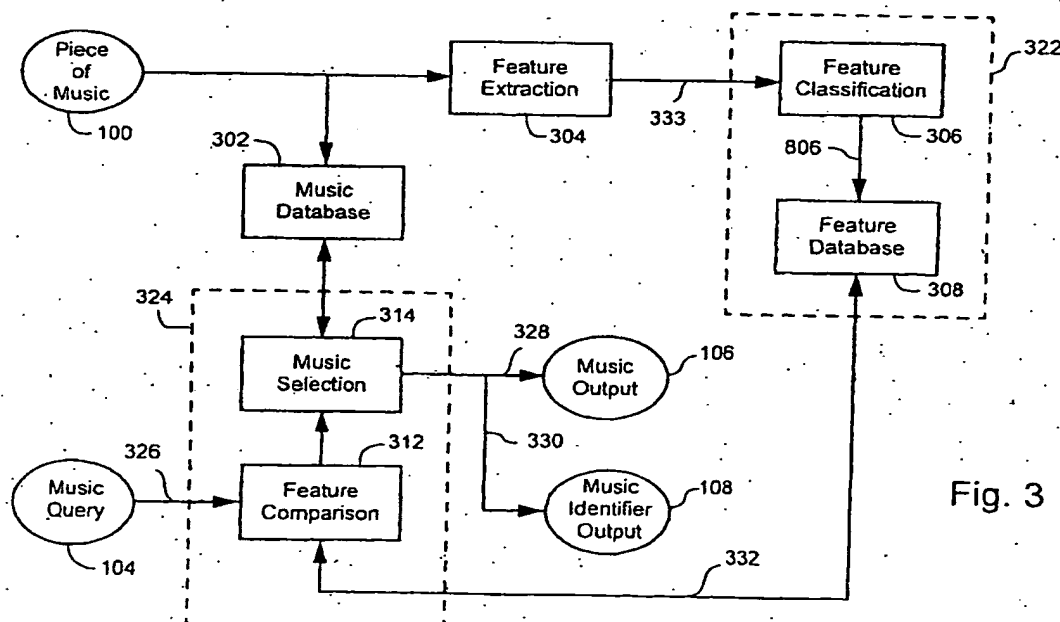 Piece
of
Music
100
Feature
Extraction
304
333
Feature
Classification
306
322
806
Feature
Database
308
302
Music
Database
324
314
Music
Selection
328
Music
Output
106
330
312
Feature
Comparison
326
Music
Query
104
Music
Identifier
Output
108
332
Fig. 3